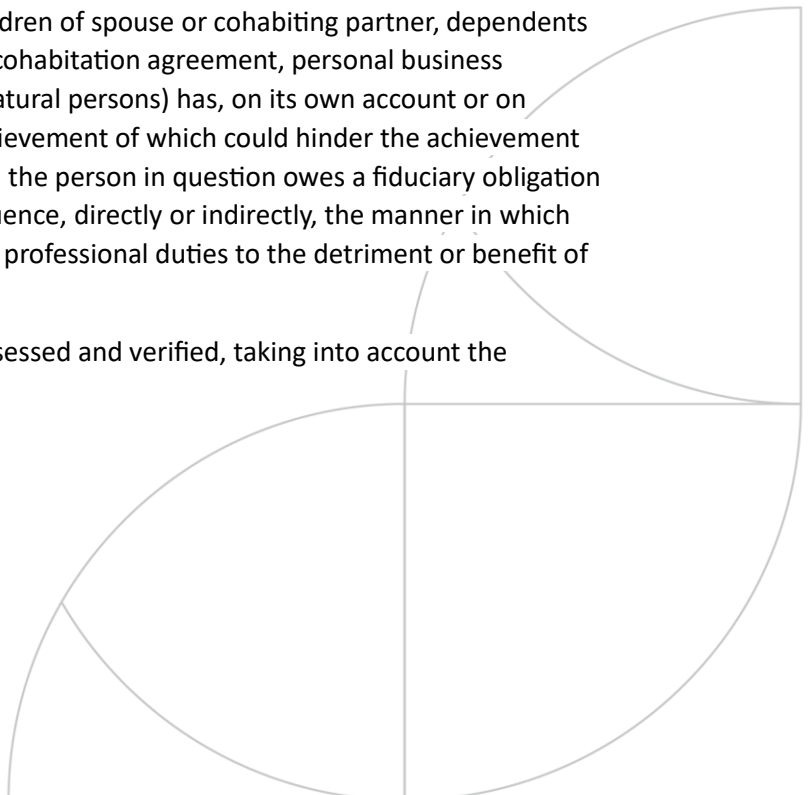 dren of spouse or cohabiting partner, dependents
cohabitation agreement, personal business
atural persons) has, on its own account or on
ievement of which could hinder the achievement
the person in question owes a fiduciary obligation
uence, directly or indirectly, the manner in which
professional duties to the detriment or benefit of
sessed and verified, taking into account the